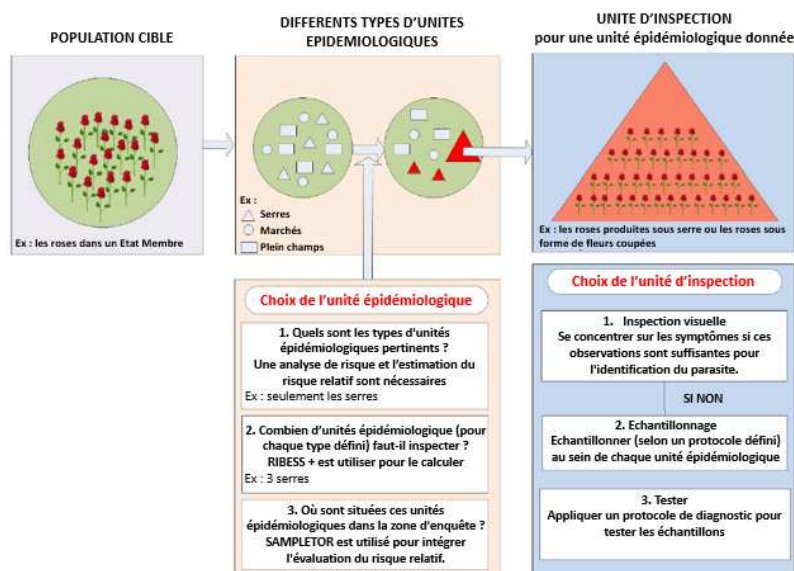 POPULATION CIBLE
Ex : les roses dans un Etat Membre
DIFFERENTS TYPES D'UNITES
EPIDEMIOLOGIQUES
Ex :
Serres
Marchés
Plein champs
UNITE D'INSPECTION
pour une unité épidémiologique donnée
Ex : les roses produites sous serre ou les roses sous
forme de fleurs coupées
Choix de l'unité épidémiologique
1. Quels sont les types d'unités
épidémiologiques pertinents ?
Une analyse de risque et l'estimation du
risque relatif sont nécessaires
Ex : seulement les serres
2. Combien d'unités épidémiologique (pour
chaque type défini) faut-il inspecter ?
RIBESS + est utiliser pour le calculer
Ex : 3 serres
3. Où sont situées ces unités
épidémiologiques dans la zone d'enquête ?
SAMPLETOR est utilisé pour intégrer
l'évaluation du risque relatif.
Choix de l'unité d'inspection
1. Inspection visuelle
Se concentrer sur les symptômes si ces
observations sont suffisantes pour
l'identification du parasite.
SI NON
2. Echantillonnage
Echantillonner (selon un protocole défini)
au sein de chaque unité épidémiologique
3. Tester
Appliquer un protocole de diagnostic pour
tester les échantillons